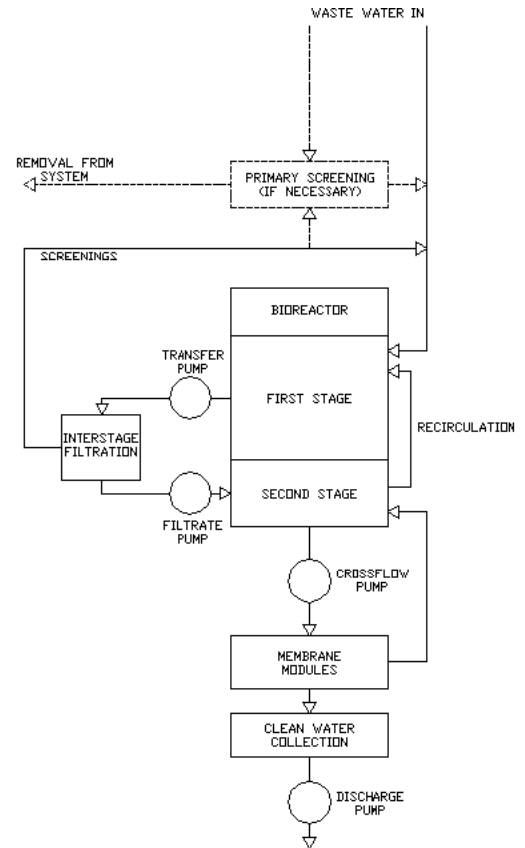 WASTE WATER IN
REMOVAL FROM
SYSTEM
PRIMARY SCREENING
(IF NECESSARY)
SCREENINGS
BIOREACTOR
TRANSFER
PUMP
FIRST STAGE
RECIRCULATION
INTERSTAGE
FILTRATION
SECOND STAGE
FILTRATE
PUMP
CROSSFLOW
PUMP
MEMBRANE
MODULES
CLEAN WATER
COLLECTION
DISCHARGE
PUMP